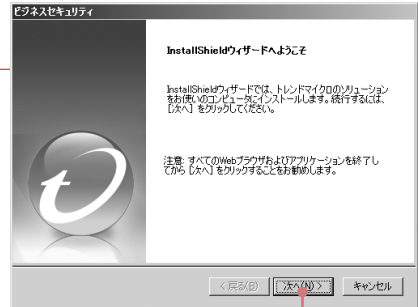 ビジネスセキュリティ
InstallShieldウィザードへようこそ
InstallShieldウィザードでは、トレンドマイクロのソリューション
をお使いのコンピュータにインストールします。続行するには、
[次へ] をクリックしてください。
注意: すべてのWebブラウザおよびアプリケーションを終了し
てから [次へ] をクリックすることをお勧めします。
< 戻る(B)
次へ(N) >
キャンセル